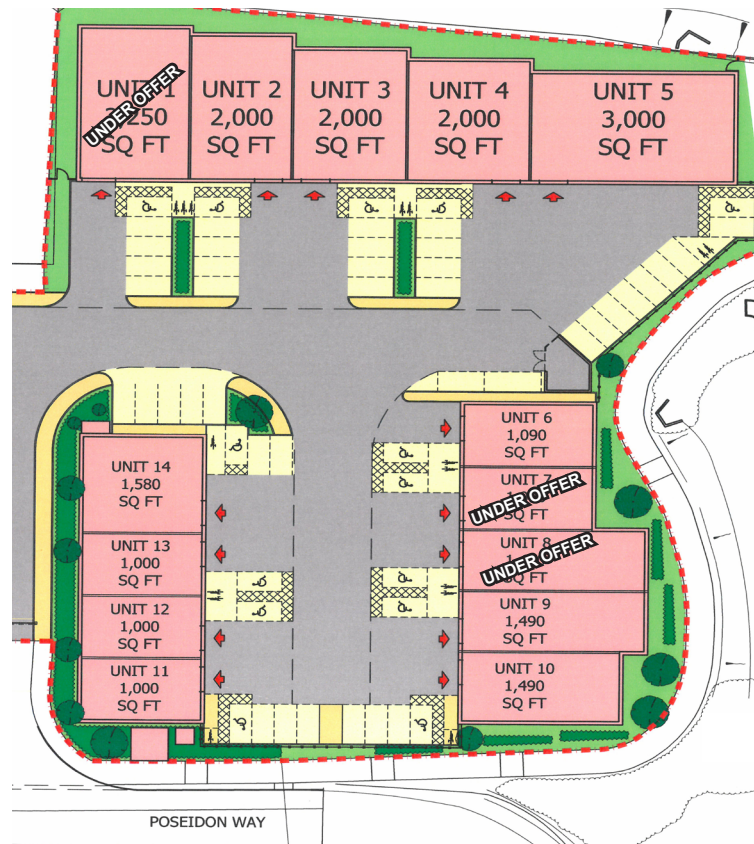 UNIT 1
UNDER OFFER
SQ FT
UNIT 2
2,000
SQ FT
UNIT 3
2,000
SQ FT
UNIT 4
2,000
SQ FT
UNIT 5
3,000
SQ FT
UNIT 6
1,090
SQ FT
UNIT 7
UNDER OFFER
SQ FT
UNIT 8
UNDER OFFER
SQ FT
UNIT 9
1,490
SQ FT
UNIT 10
1,490
SQ FT
UNIT 14
1,580
SQ FT
UNIT 13
1,000
SQ FT
UNIT 12
1,000
SQ FT
UNIT 11
1,000
SQ FT
POSEIDON WAY